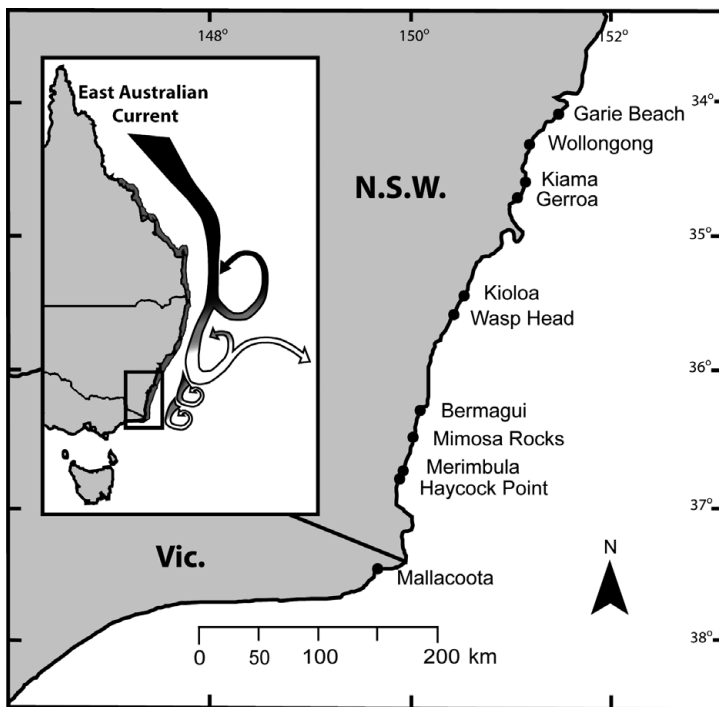 148°
150°
152°
East Australian
Current
N.S.W.
34°
Garie Beach
Wollongong
Kiama
Gerroa
35°
Kioloa
Wasp Head
36°
Bermagui
Mimosa Rocks
Merimbula
Haycock Point
37°
Vic.
Mallacoota
N
38°
0 50 100 200 km